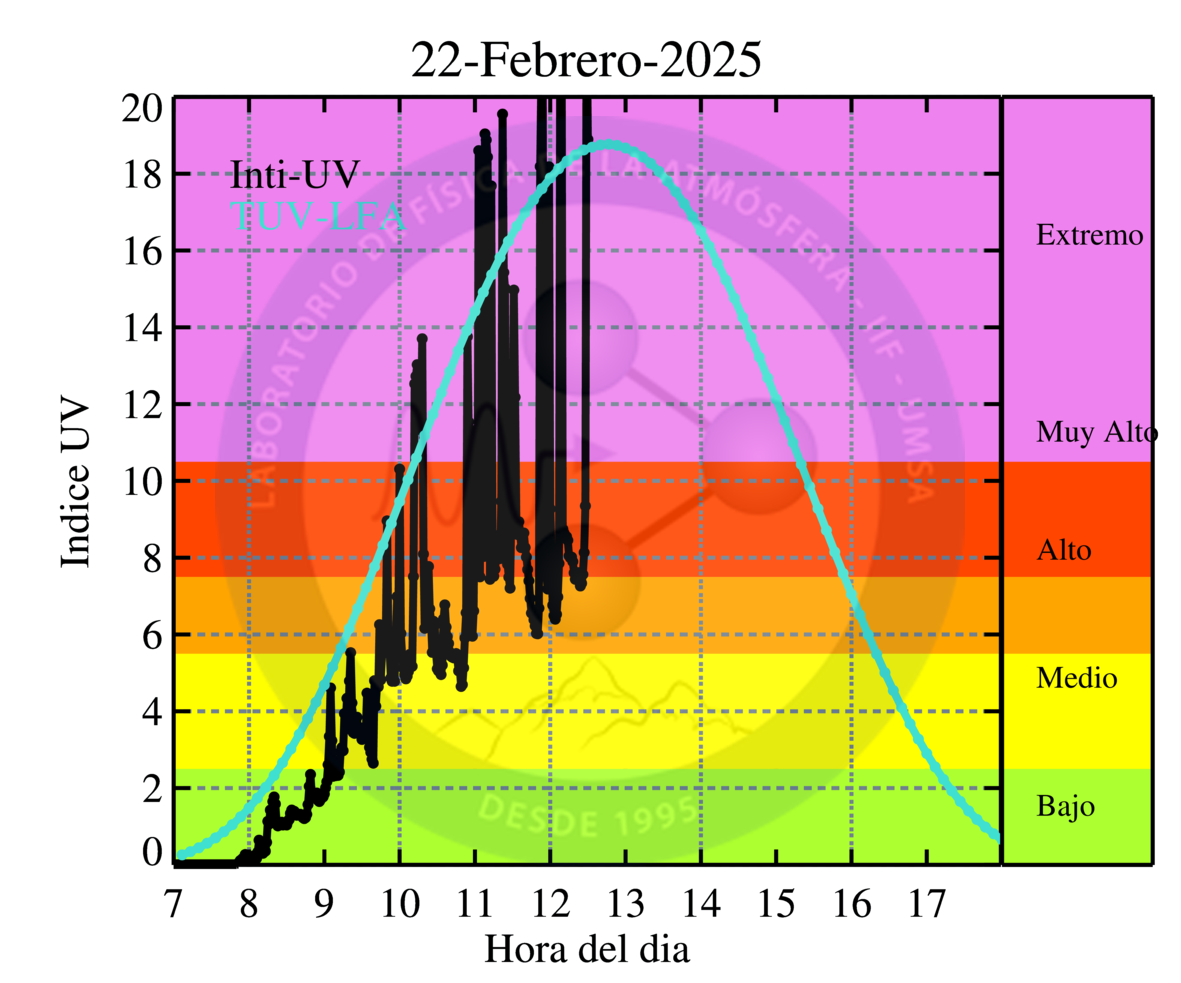 22-Febrero-2025
Inti-UV
TUV-LFA
LABORATORIO DE FÍSICA DE LA ATMÓSFERA - IIF - UMSA
DESDE 1995
Indice UV
20
18
16
14
12
10
8
6
4
2
0
Extremo
Muy Alto
Alto
Medio
Bajo
7 8 9 10 11 12 13 14 15 16 17
Hora del dia